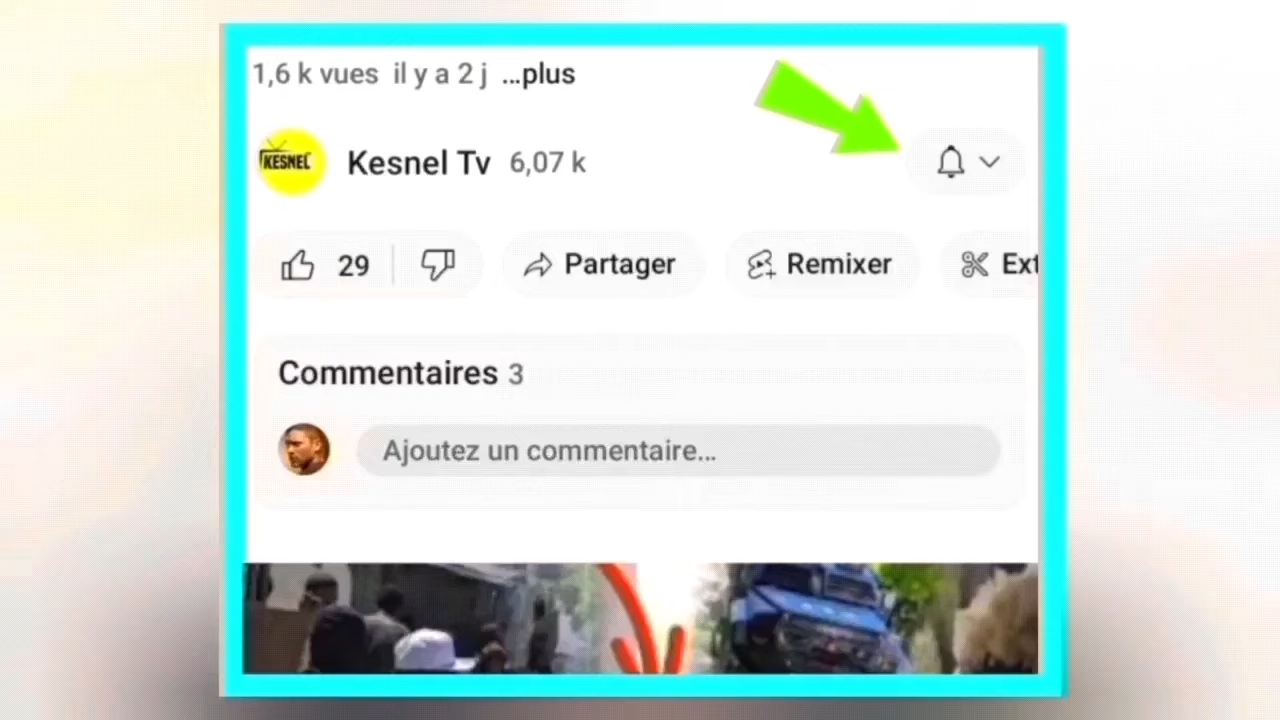 1,6 k vues il y a 2 j ...plus
KESNEL
Kesnel Tv 6,07 k
29 Partager Remixer Ext
Commentaires 3
Ajoutez un commentaire...